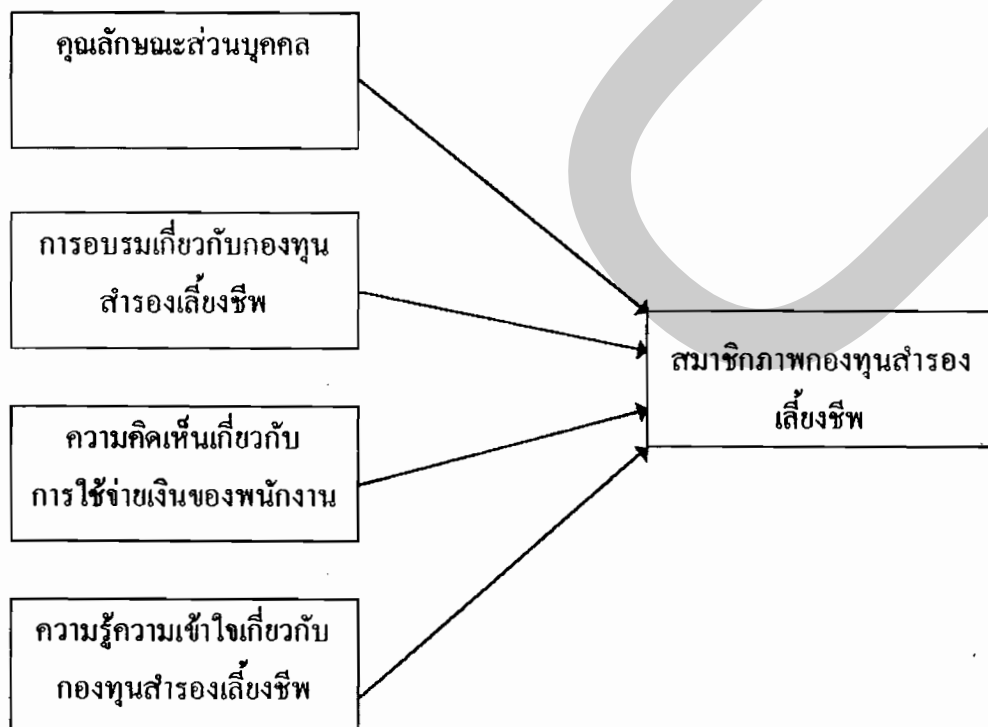 คุณลักษณะส่วนบุคคล
การอบรมเกี่ยวกับกองทุน
สำรองเลี้ยงชีพ
ความคิดเห็นเกี่ยวกับ
การใช้จ่ายเงินของพนักงาน
ความรู้ความเข้าใจเกี่ยวกับ
กองทุนสำรองเลี้ยงชีพ
สมาชิกภาพกองทุนสำรอง
เลี้ยงชีพ